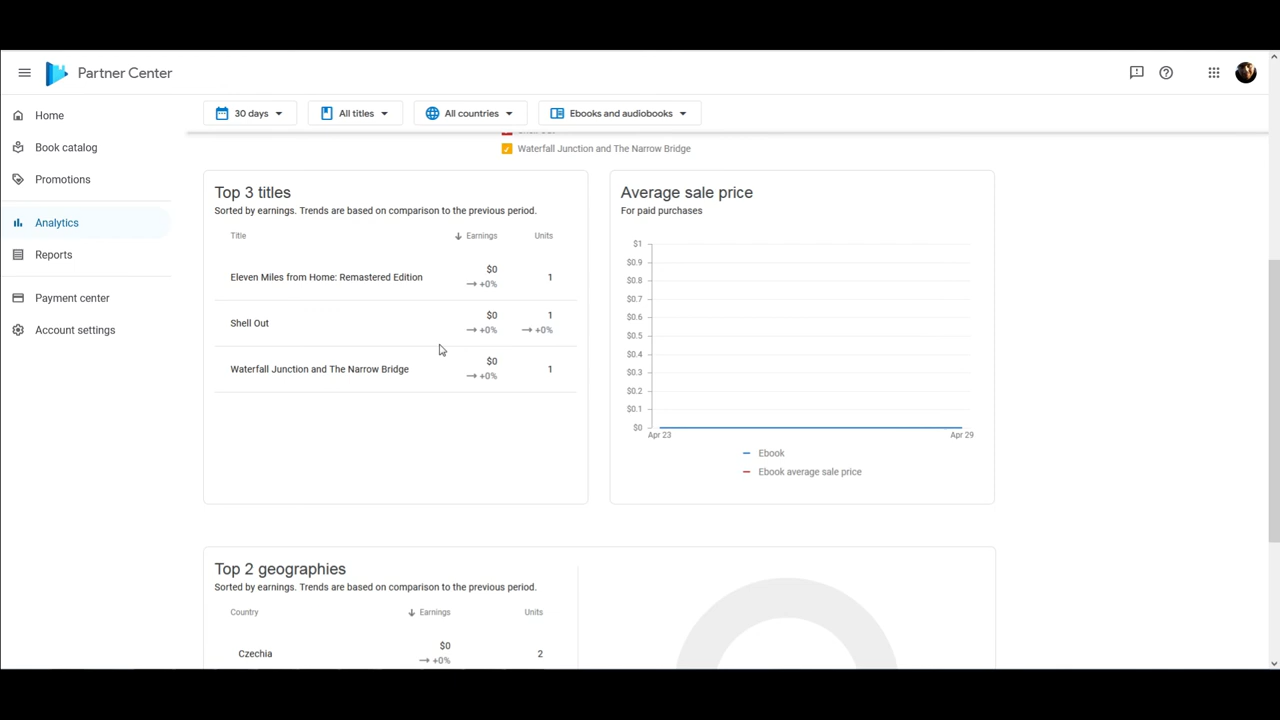 Partner Center
Home
Book catalog
Promotions
Analytics
Reports
Payment center
Account settings
30 days
All titles
All countries
Ebooks and audiobooks
Waterfall Junction and The Narrow Bridge
Top 3 titles
Sorted by earnings. Trends are based on comparison to the previous period.
Title Earnings Units
Eleven Miles from Home: Remastered Edition $0 1
+0%
Shell Out $0 1
+0% +0%
Waterfall Junction and The Narrow Bridge $0 1
+0%
Average sale price
For paid purchases
$1
$0.9
$0.8
$0.7
$0.6
$0.5
$0.4
$0.3
$0.2
$0.1
$0
Apr 23 Apr 29
Ebook
Ebook average sale price
Top 2 geographies
Sorted by earnings. Trends are based on comparison to the previous period.
Country Earnings Units
Czechia $0 2
+0%